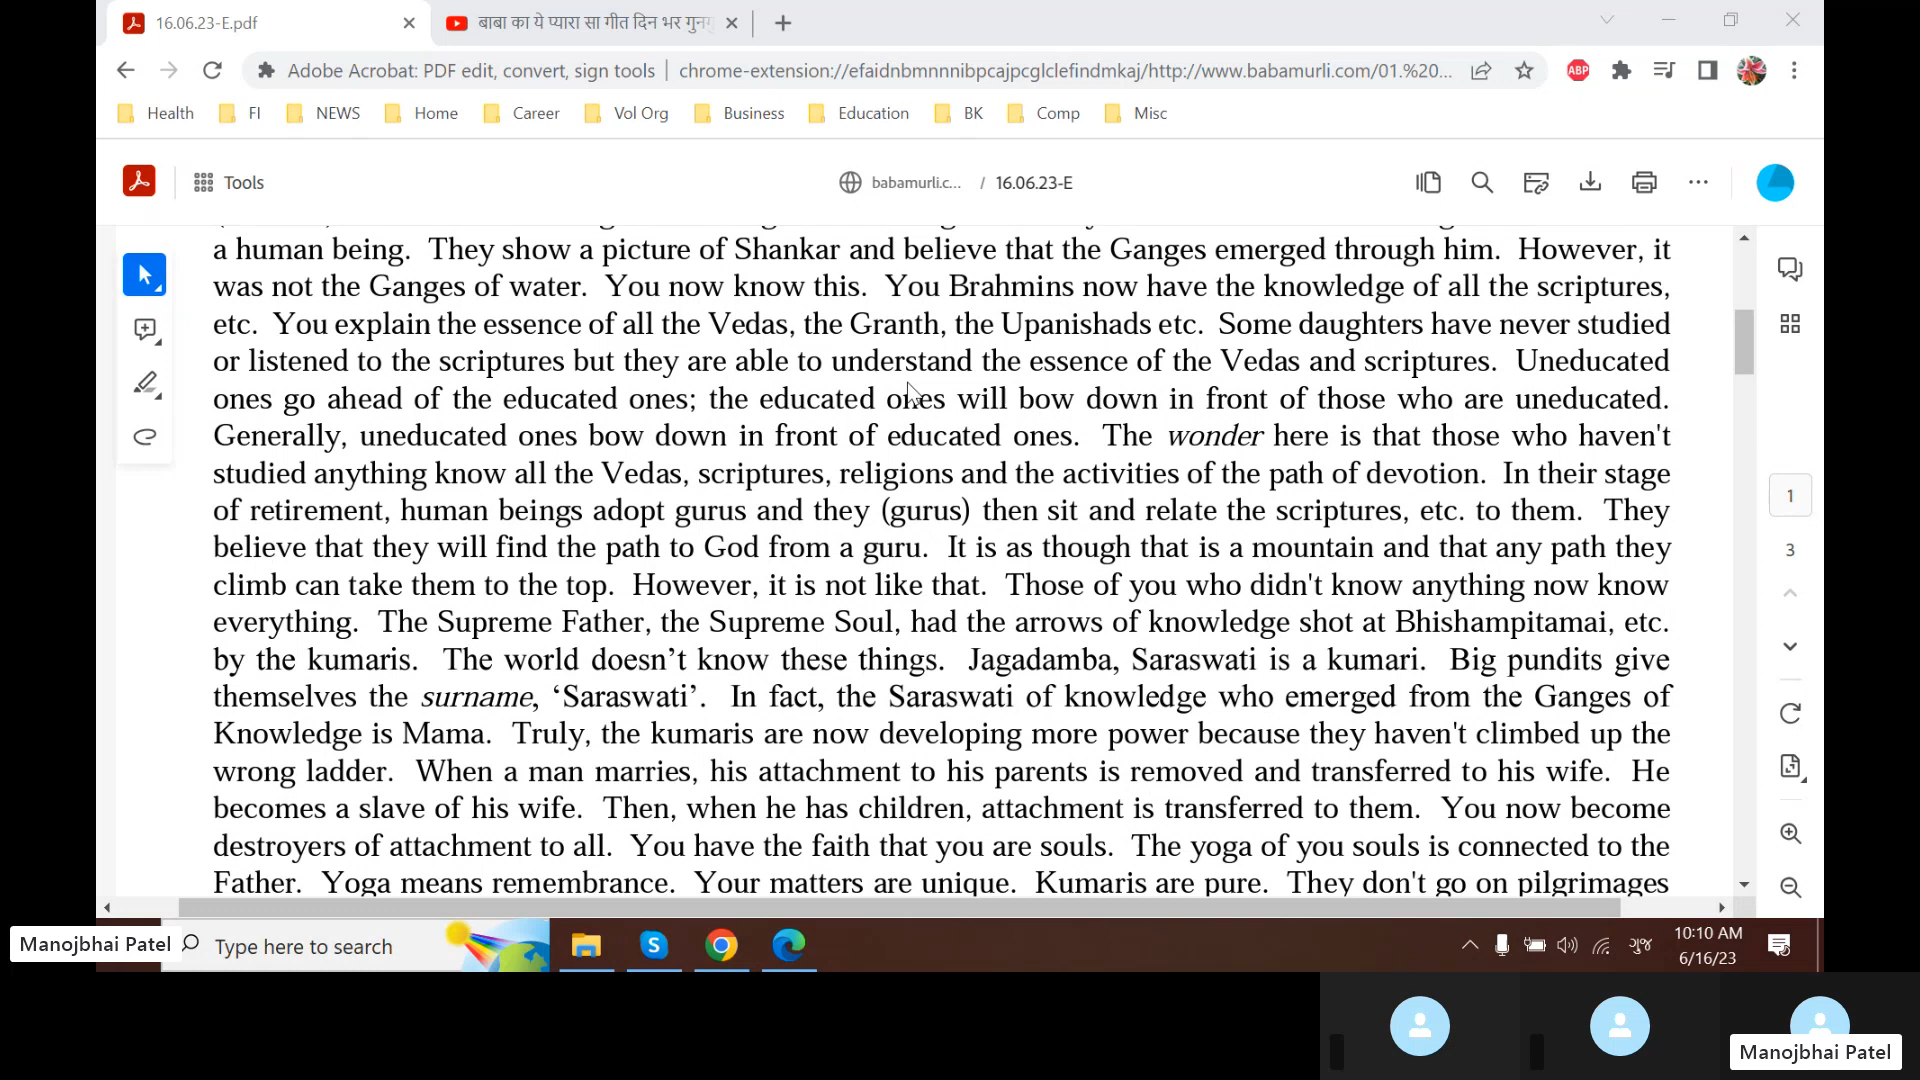 16.06.23-E.pdf
बाबा का ये प्यारा सा गीत दिन भर
Adobe Acrobat: PDF edit, convert, sign tools | chrome-extension://efaidnbmnnnibpcajpcglclefindmkaj/http://www.babamurli.com/01.%20...
ABP
Health FI NEWS Home Career Vol Org Business Education BK Comp Misc
Tools babamurli.c... / 16.06.23-E
a human being. They show a picture of Shankar and believe that the Ganges emerged through him. However, it
was not the Ganges of water. You now know this. You Brahmins now have the knowledge of all the scriptures,
etc. You explain the essence of all the Vedas, the Granth, the Upanishads etc. Some daughters have never studied
or listened to the scriptures but they are able to understand the essence of the Vedas and scriptures. Uneducated
ones go ahead of the educated ones; the educated ones will bow down in front of those who are uneducated.
Generally, uneducated ones bow down in front of educated ones. The wonder here is that those who haven't
studied anything know all the Vedas, scriptures, religions and the activities of the path of devotion. In their stage
of retirement, human beings adopt gurus and they (gurus) then sit and relate the scriptures, etc. to them. They
believe that they will find the path to God from a guru. It is as though that is a mountain and that any path they
climb can take them to the top. However, it is not like that. Those of you who didn't know anything now know
everything. The Supreme Father, the Supreme Soul, had the arrows of knowledge shot at Bhishampitamai, etc.
by the kumaris. The world doesn’t know these things. Jagadamba, Saraswati is a kumari. Big pundits give
themselves the surname, ‘Saraswati’. In fact, the Saraswati of knowledge who emerged from the Ganges of
Knowledge is Mama. Truly, the kumaris are now developing more power because they haven't climbed up the
wrong ladder. When a man marries, his attachment to his parents is removed and transferred to his wife. He
becomes a slave of his wife. Then, when he has children, attachment is transferred to them. You now become
destroyers of attachment to all. You have the faith that you are souls. The yoga of you souls is connected to the
Father. Yoga means remembrance. Your matters are unique. Kumaris are pure. They don't go on pilgrimages
1
3
Manojbhai Patel
Type here to search
ગુજ
10:10 AM
6/16/23
Manojbhai Patel